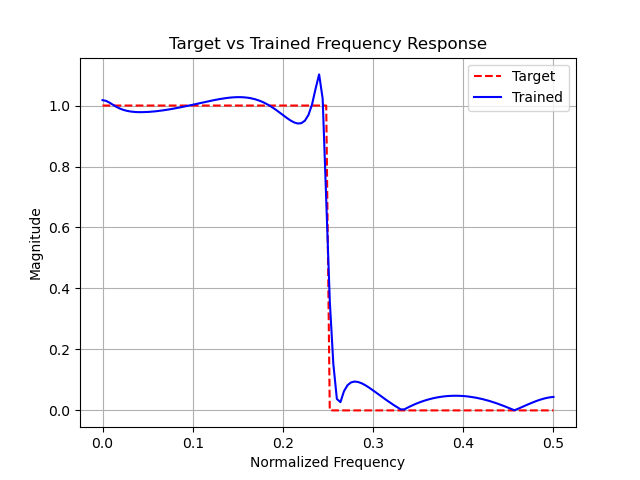 Target vs Trained Frequency Response
Target
Trained
Magnitude
1.0
0.8
0.6
0.4
0.2
0.0
0.0 0.1 0.2 0.3 0.4 0.5
Normalized Frequency